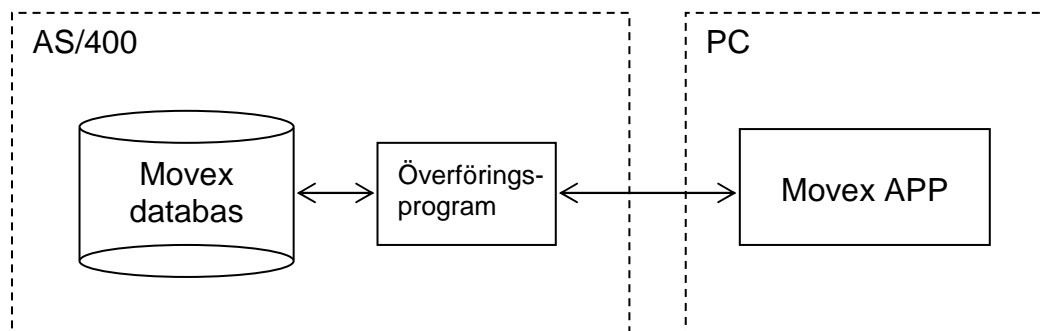 AS/400
PC
Movex
databas
Överförings-
program
Movex APP